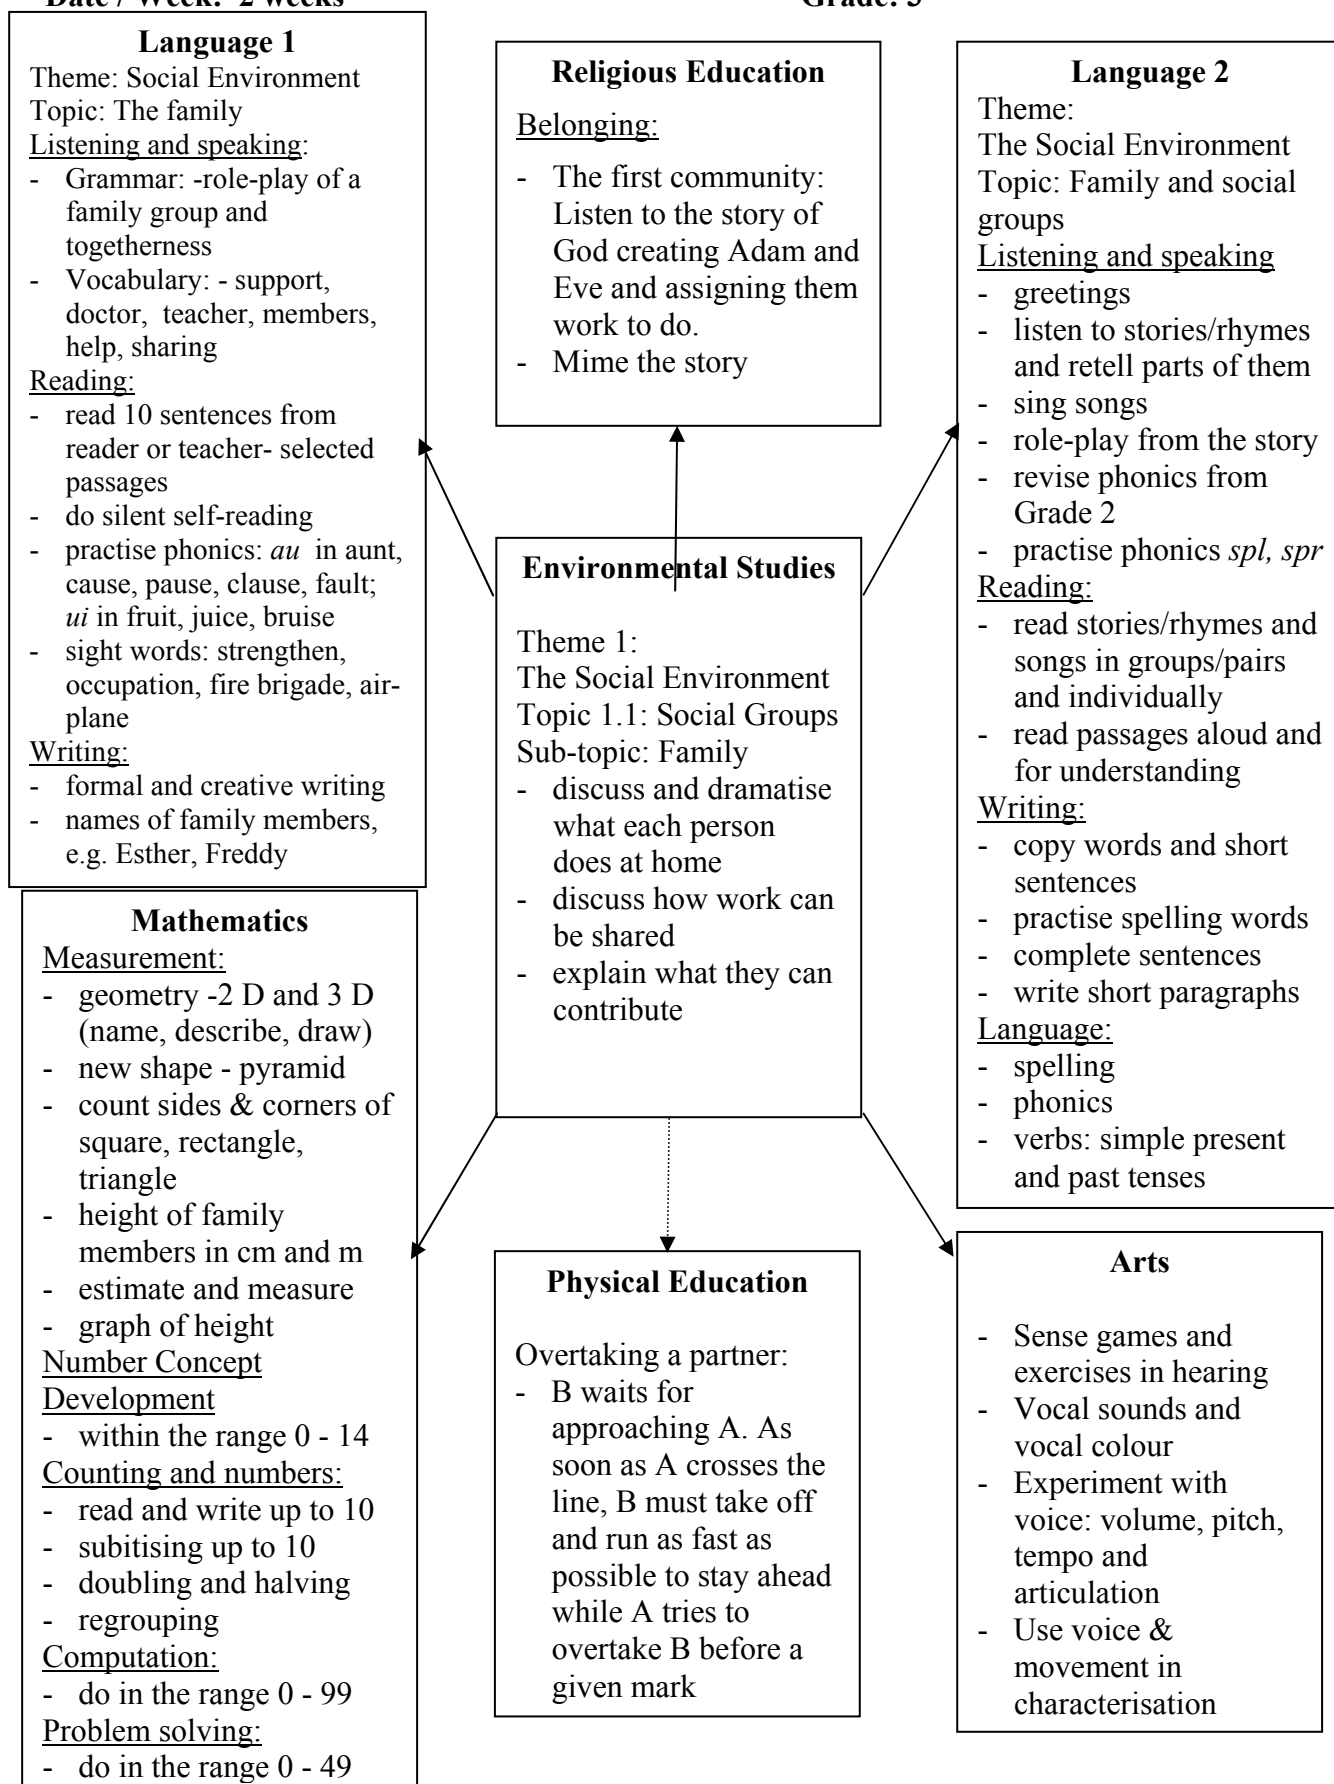 Date / Week: 2 weeks
Grade: 3
Language 1
Theme: Social Environment
Topic: The family
Listening and speaking:
- Grammar: -role-play of a
family group and
togetherness
- Vocabulary: - support,
doctor, teacher, members,
help, sharing
Reading:
- read 10 sentences from
reader or teacher- selected
passages
- do silent self-reading
- practise phonics: au in aunt,
cause, pause, clause, fault;
ui in fruit, juice, bruise
- sight words: strengthen,
occupation, fire brigade, air-
plane
Writing:
- formal and creative writing
- names of family members,
e.g. Esther, Freddy
Religious Education
Belonging:
- The first community:
Listen to the story of
God creating Adam and
Eve and assigning them
work to do.
- Mime the story
Language 2
Theme:
The Social Environment
Topic: Family and social
groups
Listening and speaking
- greetings
- listen to stories/rhymes
and retell parts of them
- sing songs
- role-play from the story
- revise phonics from
Grade 2
- practise phonics spl, spr
Reading:
- read stories/rhymes and
songs in groups/pairs
and individually
- read passages aloud and
for understanding
Writing:
- copy words and short
sentences
- practise spelling words
- complete sentences
- write short paragraphs
Language:
- spelling
- phonics
- verbs: simple present
and past tenses
Environmental Studies
Theme 1:
The Social Environment
Topic 1.1: Social Groups
Sub-topic: Family
- discuss and dramatise
what each person
does at home
- discuss how work can
be shared
- explain what they can
contribute
Mathematics
Measurement:
- geometry -2 D and 3 D
(name, describe, draw)
- new shape - pyramid
- count sides & corners of
square, rectangle,
triangle
- height of family
members in cm and m
- estimate and measure
- graph of height
Number Concept
Development
- within the range 0 - 14
Counting and numbers:
- read and write up to 10
- subitising up to 10
- doubling and halving
- regrouping
Computation:
- do in the range 0 - 99
Problem solving:
- do in the range 0 - 49
Physical Education
Overtaking a partner:
- B waits for
approaching A. As
soon as A crosses the
line, B must take off
and run as fast as
possible to stay ahead
while A tries to
overtake B before a
given mark
Arts
- Sense games and
exercises in hearing
- Vocal sounds and
vocal colour
- Experiment with
voice: volume, pitch,
tempo and
articulation
- Use voice &
movement in
characterisation